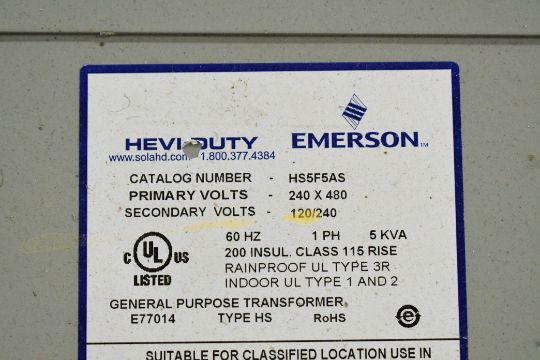 HEVI-DUTY EMERSON™
www.solahd.com 1.800.377.4384
CATALOG NUMBER - HS5F5AS
PRIMARY VOLTS - 240 X 480
SECONDARY VOLTS - 120/240
60 HZ 1 PH 5 KVA
200 INSUL. CLASS 115 RISE
RAINPROOF UL TYPE 3R
INDOOR UL TYPE 1 AND 2
C UL US
LISTED
GENERAL PURPOSE TRANSFORMER
E77014 TYPE HS RoHS e
SUITABLE FOR CLASSIFIED LOCATION USE IN